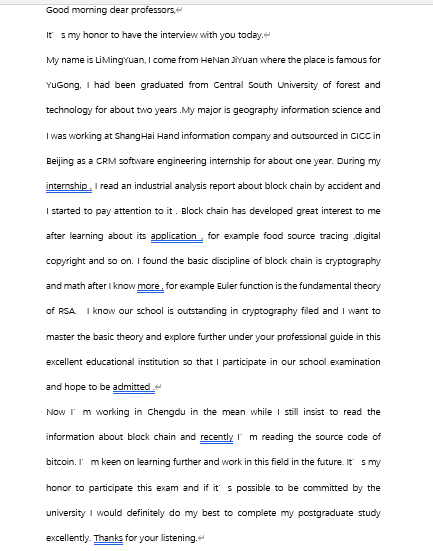 Good morning dear professors,
It's my honor to have the interview with you today.
My name is LiMingYuan, I come from HeNan JiYuan where the place is famous for
YuGong, I had been graduated from Central South University of forest and
technology for about two years .My major is geography information science and
I was working at ShangHai Hand information company and outsourced in CICC in
Beijing as a CRM software engineering internship for about one year. During my
internship , I read an industrial analysis report about block chain by accident and
I started to pay attention to it . Block chain has developed great interest to me
after learning about its application , for example food source tracing ,digital
copyright and so on. I found the basic discipline of block chain is cryptography
and math after I know more , for example Euler function is the fundamental theory
of RSA. I know our school is outstanding in cryptography filed and I want to
master the basic theory and explore further under your professional guide in this
excellent educational institution so that I participate in our school examination
and hope to be admitted .
Now I'm working in Chengdu in the mean while I still insist to read the
information about block chain and recently I'm reading the source code of
bitcoin. I'm keen on learning further and work in this field in the future. It's my
honor to participate this exam and if it's possible to be committed by the
university I would definitely do my best to complete my postgraduate study
excellently. Thanks for your listening.